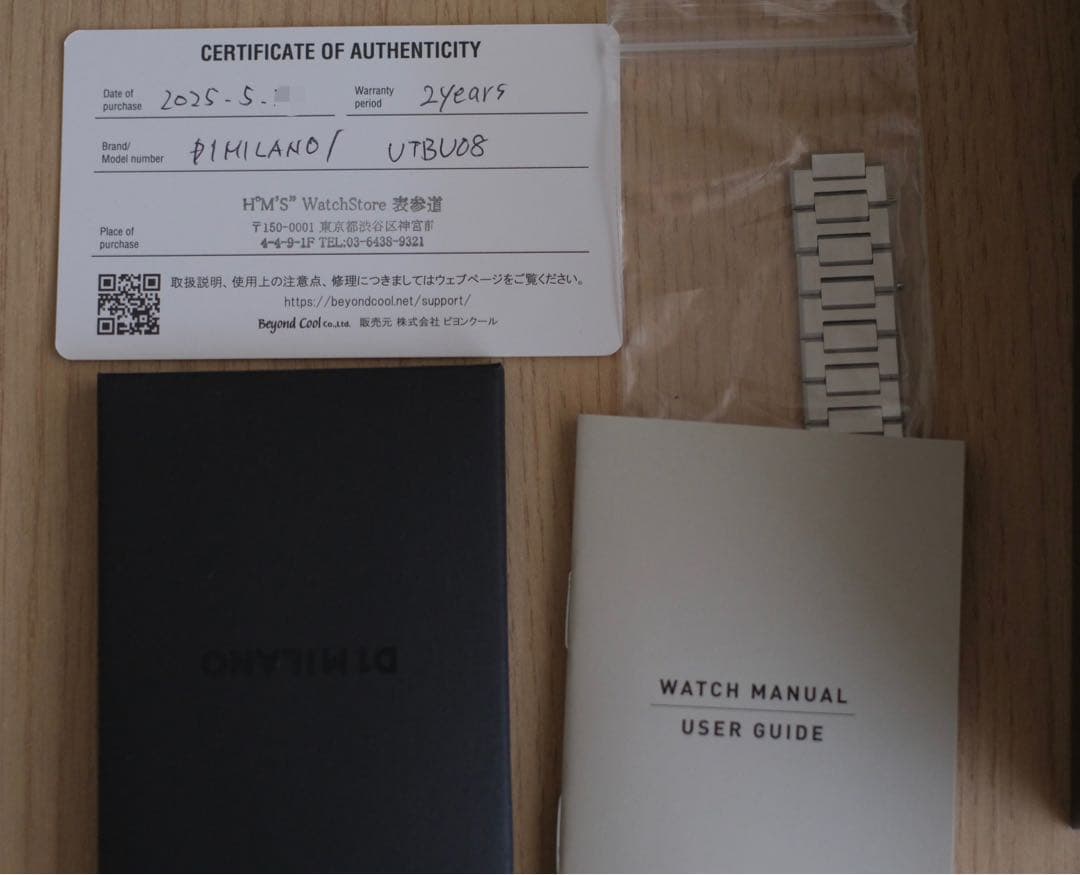 CERTIFICATE OF AUTHENTICITY
Date of purchase 2025-5- Warranty period 2years
Brand/ Model number D1MILANO/ UTBU08
H°M'S" WatchStore 表参道
〒150-0001 東京都渋谷区神宮前
4-4-9-1F TEL:03-6438-9321
Place of purchase
取扱説明、使用上の注意点、修理につきましてはウェブページをご覧ください。
https://beyondcool.net/support/
Beyond Cool Co.,Ltd. 販売元 株式会社 ビヨンクール
D1 MILANO
WATCH MANUAL
USER GUIDE